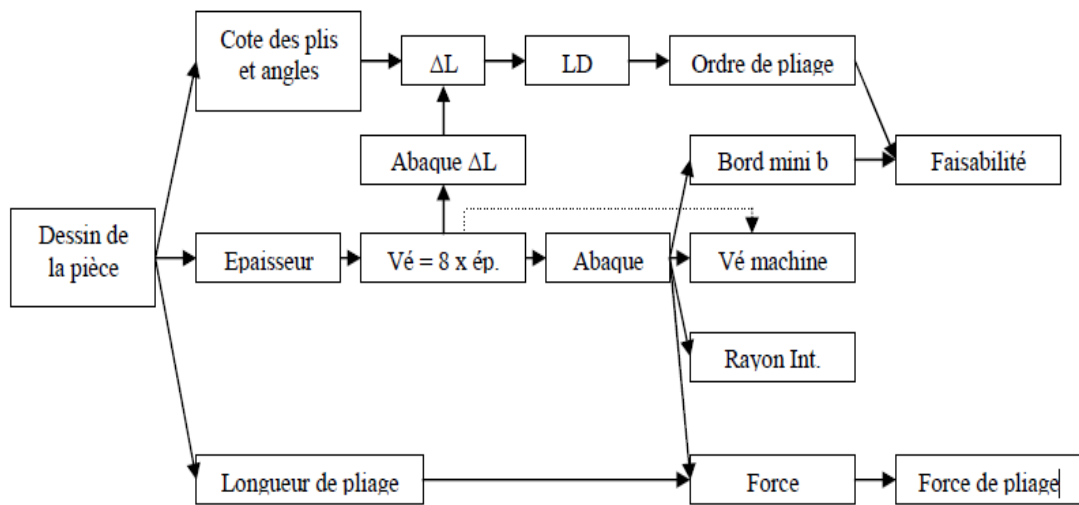 Cote des plis
et angles
ΔL
LD
Ordre de pliage
Abaque ΔL
Bord mini b
Faisabilité
Dessin de
la pièce
Epaisseur
Vé = 8 x ép.
Abaque
Vé machine
Rayon Int.
Longueur de pliage
Force
Force de pliage